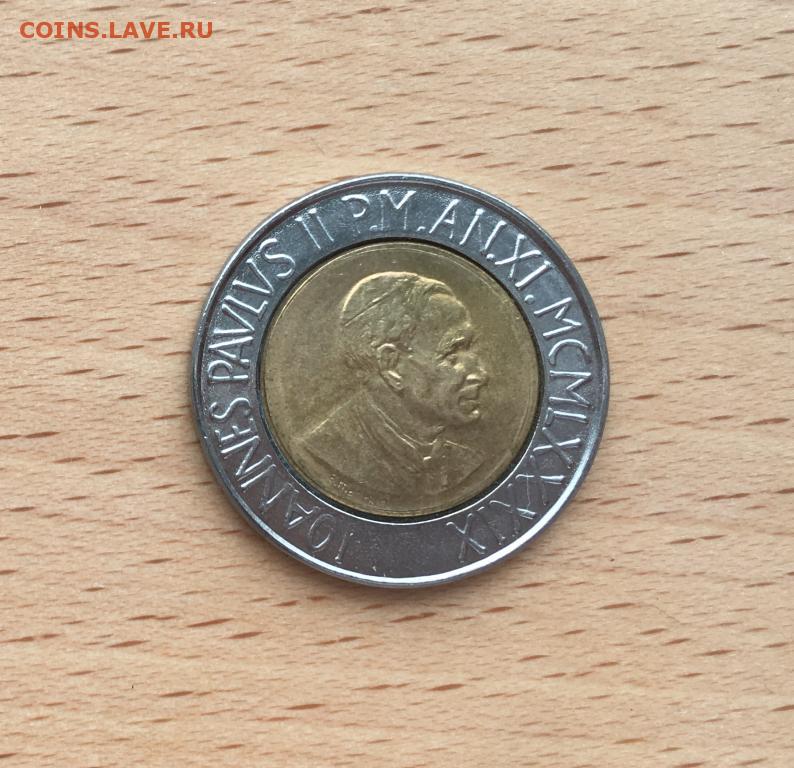 COINS.LAVE.RU
IOANNES PAVLVS II P.M.AN.XI.MCMLXXXIX